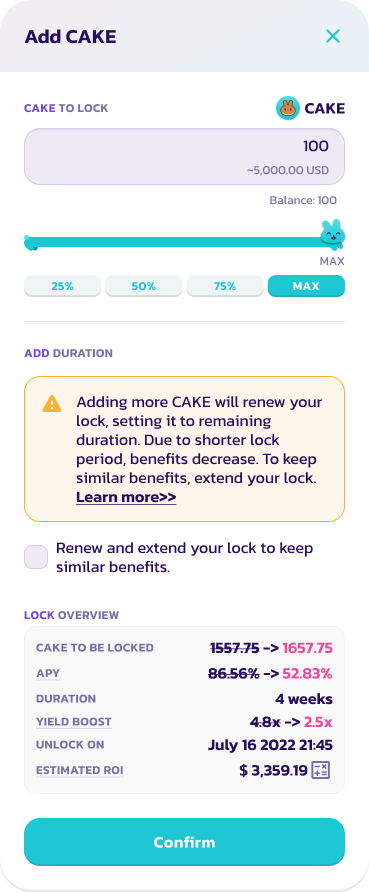 Add CAKE
CAKE TO LOCK
CAKE
100
~5,000.00 USD
Balance: 100
MAX
25%
50%
75%
MAX
ADD DURATION
Adding more CAKE will renew your
lock, setting it to remaining
duration. Due to shorter lock
period, benefits decrease. To keep
similar benefits, extend your lock.
Learn more>>
Renew and extend your lock to keep
similar benefits.
LOCK OVERVIEW
CAKE TO BE LOCKED 1557.75 -> 1657.75
APY 86.56% -> 52.83%
DURATION 4 weeks
YIELD BOOST 4.8x -> 2.5x
UNLOCK ON July 16 2022 21:45
ESTIMATED ROI $ 3,359.19
Confirm